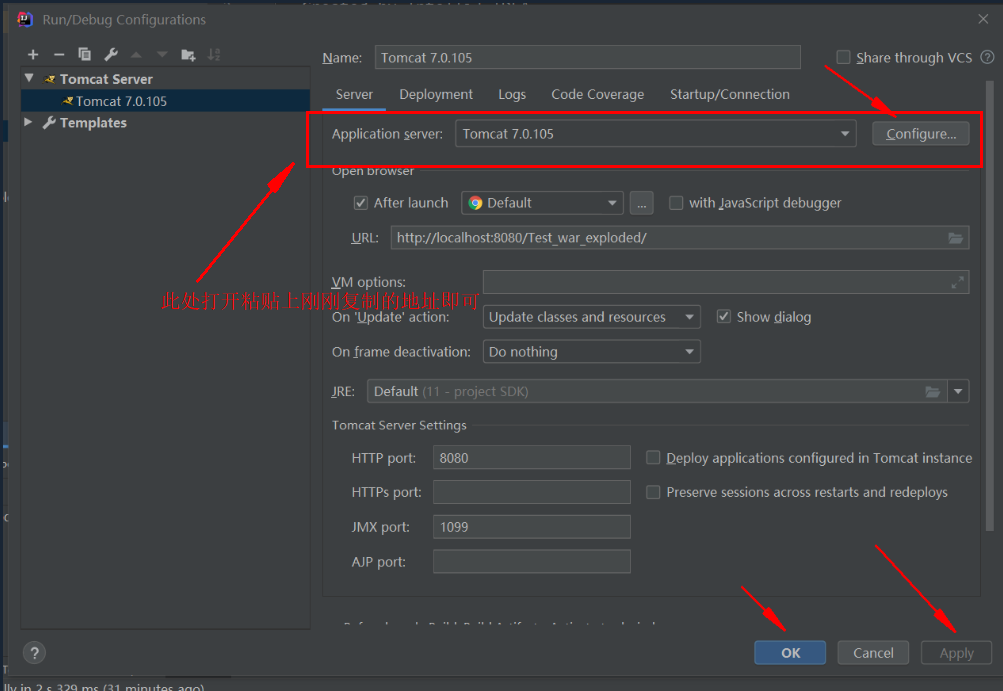 Run/Debug Configurations
Name: Tomcat 7.0.105
Share through VCS
Tomcat Server
Tomcat 7.0.105
Templates
Server Deployment Logs Code Coverage Startup/Connection
Application server: Tomcat 7.0.105 Configure...
Open browser
After launch Default ... with JavaScript debugger
URL: http://localhost:8080/Test_war_exploded/
VM options:
此处打开粘贴上刚刚复制的地址即可
On 'Update' action: Update classes and resources Show dialog
On frame deactivation: Do nothing
JRE: Default (11 - project SDK)
Tomcat Server Settings
HTTP port: 8080 Deploy applications configured in Tomcat instance
HTTPs port: Preserve sessions across restarts and redeploys
JMX port: 1099
AJP port:
? OK Cancel Apply
lly in 2 s 329 ms (31 minutes ago)